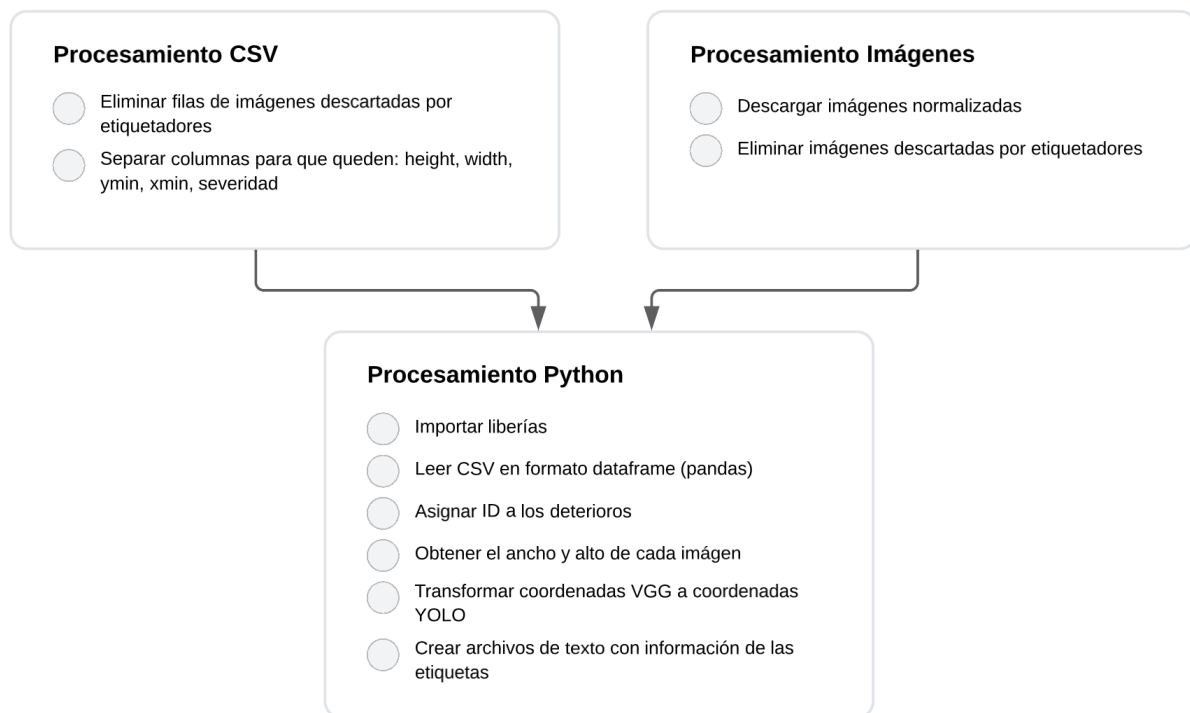 Procesamiento CSV
Eliminar filas de imágenes descartadas por
etiquetadores
Separar columnas para que queden: height, width,
ymin, xmin, severidad
Procesamiento Imágenes
Descargar imágenes normalizadas
Eliminar imágenes descartadas por etiquetadores
Procesamiento Python
Importar liberías
Leer CSV en formato dataframe (pandas)
Asignar ID a los deterioros
Obtener el ancho y alto de cada imágen
Transformar coordenadas VGG a coordenadas
YOLO
Crear archivos de texto con información de las
etiquetas